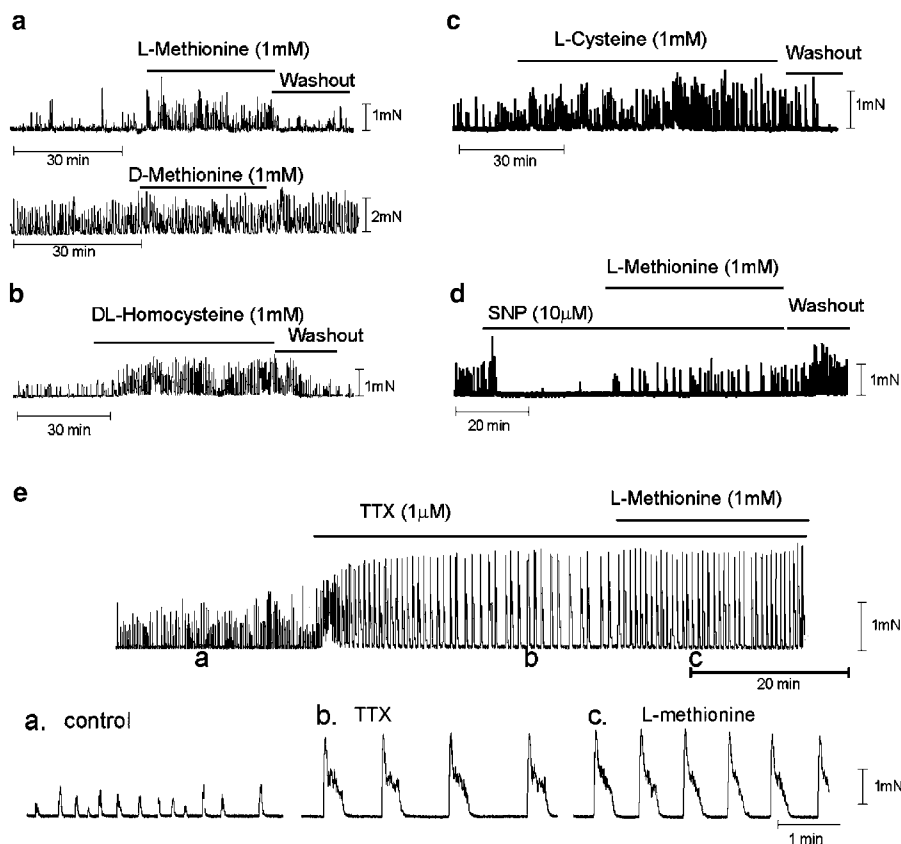 a
L-Methionine (1mM)
Washout
1mN
30 min
D-Methionine (1mM)
2mN
30 min
b
DL-Homocysteine (1mM)
Washout
1mN
30 min
c
L-Cysteine (1mM)
Washout
1mN
30 min
d
L-Methionine (1mM)
SNP (10μM)
Washout
1mN
20 min
e
TTX (1μM)
L-Methionine (1mM)
1mN
a
b
c
20 min
a. control
b. TTX
c. L-methionine
1mN
1 min